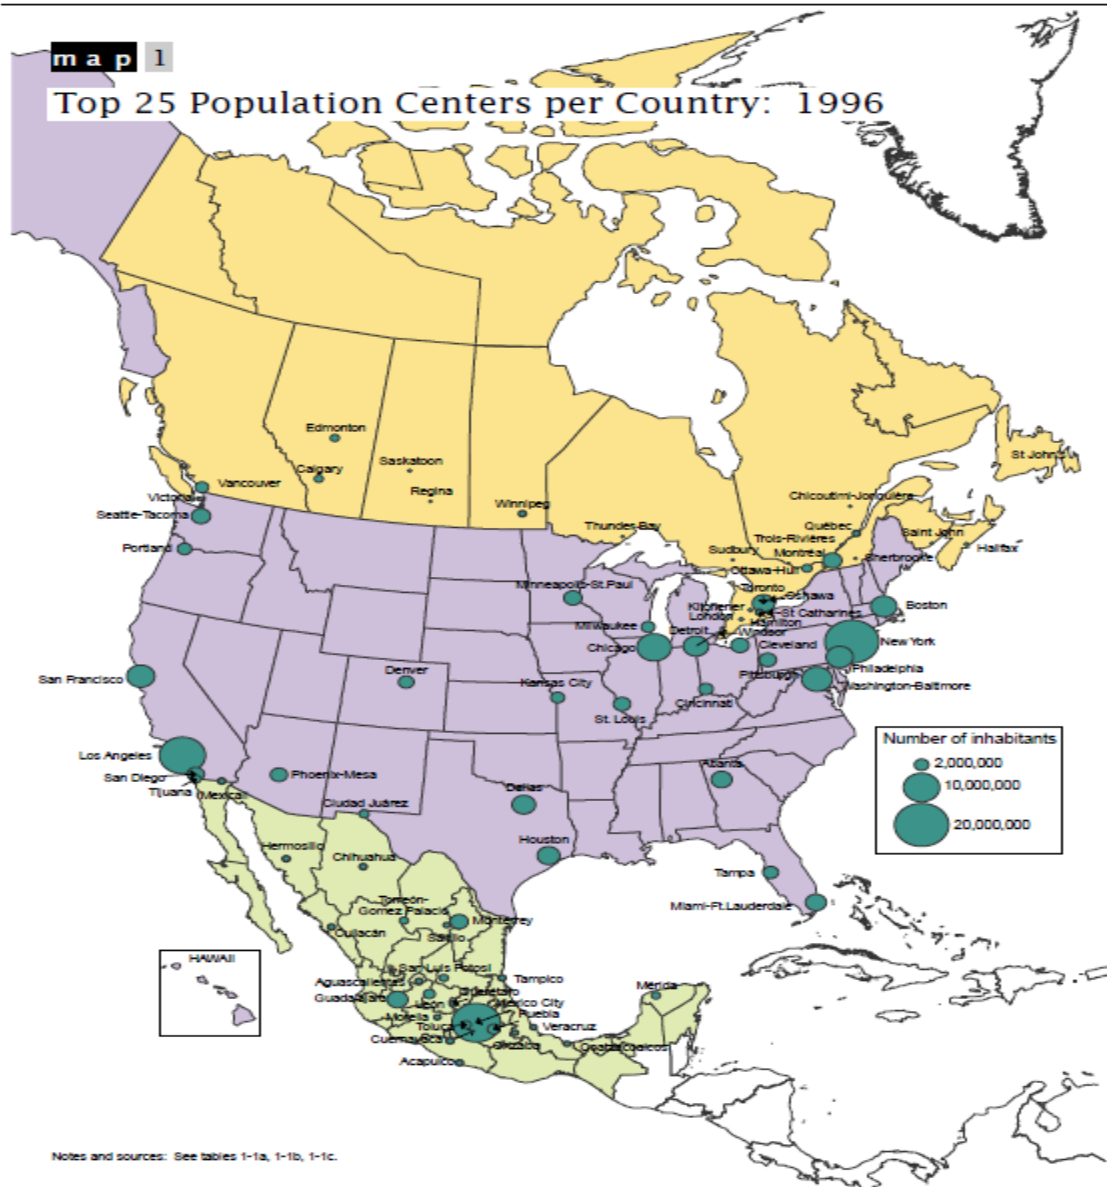 map 1
Top 25 Population Centers per Country: 1996
Edmonton
Calgary
Saskatoon
Regina
Winnipeg
Vancouver
Victoria
Seattle-Tacoma
Portland
Thunder Bay
Sudbury
Chicoutimi-Jonquière
Québec
Trois-Rivières
Montréal
Ottawa-Hull
Sherbrooke
Saint John
Halifax
St John's
Toronto
Oshawa
Kitchener
St Catharines
London
Hamilton
Windsor
Minneapolis-St.Paul
Milwaukee
Chicago
Detroit
Cleveland
Boston
New York
Philadelphia
Washington-Baltimore
Pittsburgh
Cincinnati
St. Louis
Kansas City
Denver
San Francisco
Los Angeles
San Diego
Tijuana
Mexicali
Phoenix-Mesa
Ciudad Juárez
Dallas
Houston
Atlanta
Tampa
Miami-Ft.Lauderdale
Number of inhabitants
2,000,000
10,000,000
20,000,000
Hermosillo
Chihuahua
Torreón-
Gomez Palacio
Monterrey
Saltillo
Culiacán
San Luis Potosí
Aguascalientes
Tampico
Guadalajara
León
Querétaro
Mexico City
Morelia
Puebla
Toluca
Veracruz
Cuernavaca
Orizaba
Coatzacoalcos
Acapulco
Mérida
HAWAII
Notes and sources: See tables 1-1a, 1-1b, 1-1c.